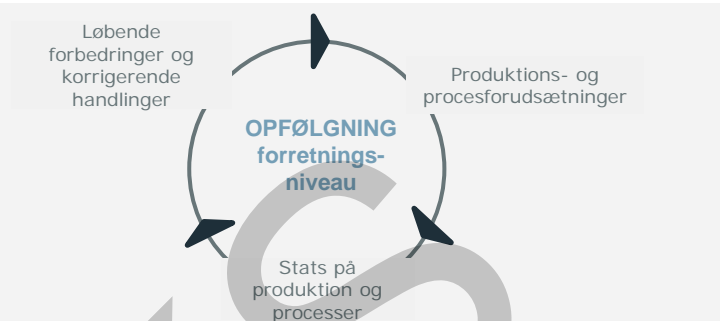 Løbende
forbedringer og
korrigerende
handlinger
Produktions- og
procesforudsætninger
OPFØLGNING
forretnings-
niveau
Stats på
produktion og
processer